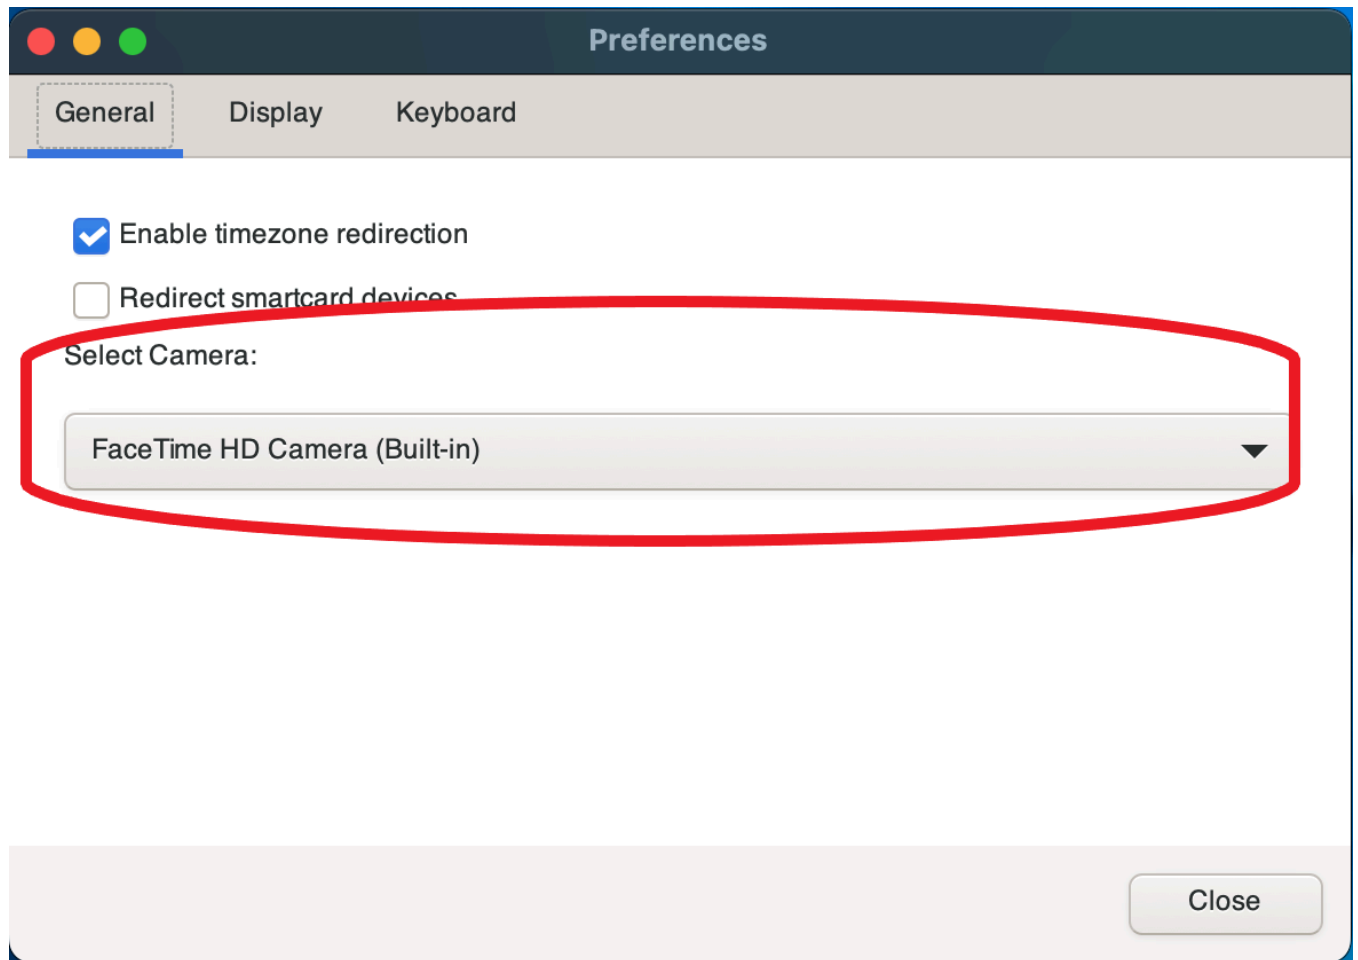 Preferences
General Display Keyboard
Enable timezone redirection
Redirect smartcard devices
Select Camera:
FaceTime HD Camera (Built-in)
Close